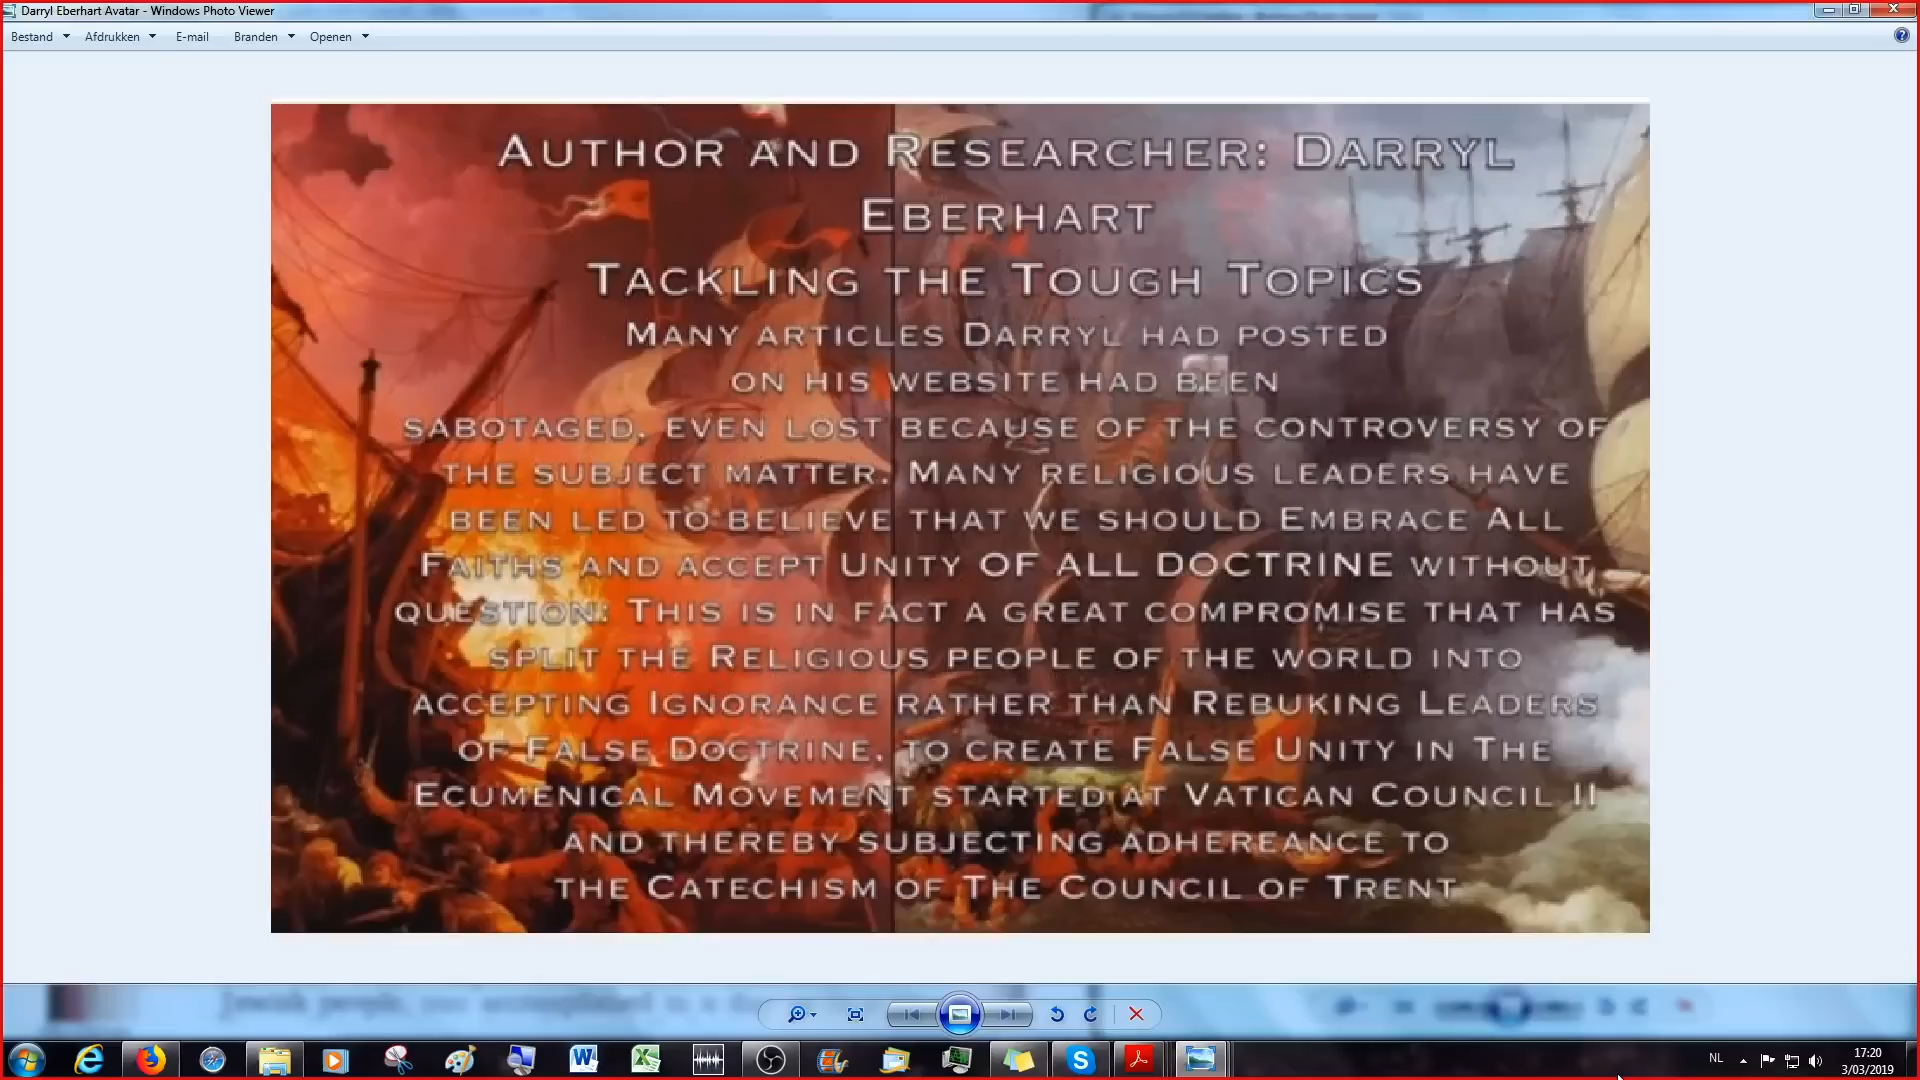 Darryl Eberhart Avatar - Windows Photo Viewer
Bestand Afdrukken E-mail Branden Openen
AUTHOR AND RESEARCHER: DARRYL
EBERHART
TACKLING THE TOUGH TOPICS
MANY ARTICLES DARRYL HAD POSTED
ON HIS WEBSITE HAD BEEN
SABOTAGED, EVEN LOST BECAUSE OF THE CONTROVERSY OF
THE SUBJECT MATTER. MANY RELIGIOUS LEADERS HAVE
BEEN LED TO BELIEVE THAT WE SHOULD EMBRACE ALL
FAITHS AND ACCEPT UNITY OF ALL DOCTRINE WITHOUT
QUESTION: THIS IS IN FACT A GREAT COMPROMISE THAT HAS
SPLIT THE RELIGIOUS PEOPLE OF THE WORLD INTO
ACCEPTING IGNORANCE RATHER THAN REBUKING LEADERS
OF FALSE DOCTRINE, TO CREATE FALSE UNITY IN THE
ECUMENICAL MOVEMENT STARTED AT VATICAN COUNCIL II
AND THEREBY SUBJECTING ADHEREANCE TO
THE CATECHISM OF THE COUNCIL OF TRENT
Jewish people,
NL 17:20
3/03/2019